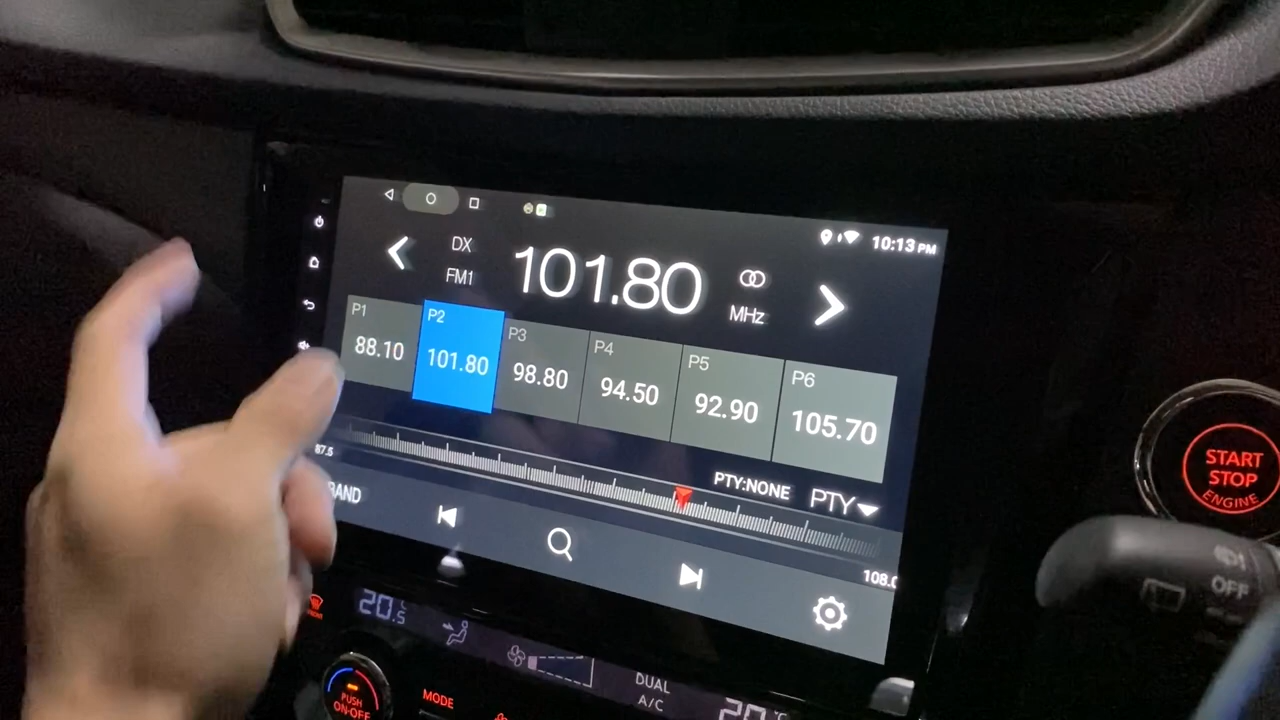 10:13 PM
DX
FM1
101.80
MHz
P1
88.10
P2
101.80
P3
98.80
P4
94.50
P5
92.90
P6
105.70
87.5
PTY:NONE
PTY
BAND
108.0
START
STOP
ENGINE
OFF
20.5
°C
PUSH
ON·OFF
MODE
DUAL
A/C
20